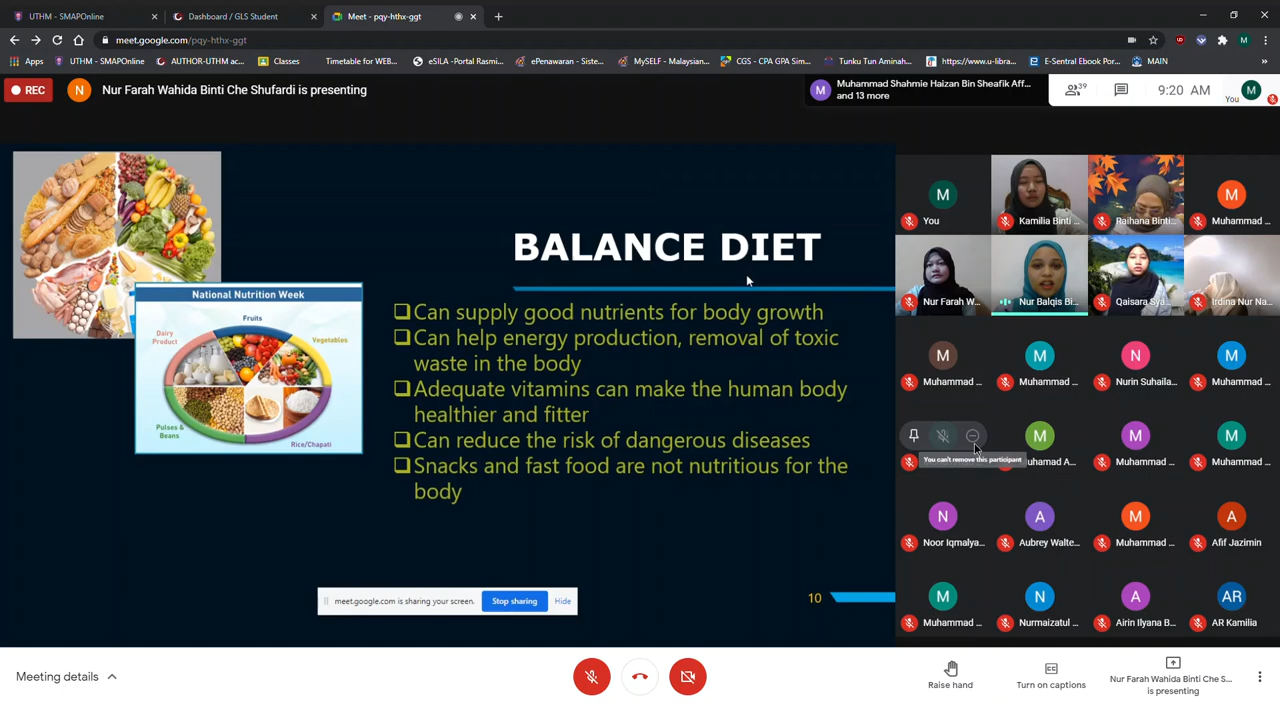 UTHM - SMAPOnline
Dashboard / GLS Student
Meet - pqy-hthx-ggt
meet.google.com/pqy-hthx-ggt
M
Apps
UTHM - SMAPOnline
AUTHOR-UTHM ac...
Classes
Timetable for WEB...
eSILA -Portal Rasmi...
ePenawaran - Siste...
MySELF - Malaysian...
CGS - CPA GPA Sim...
Tunku Tun Aminah...
https://www.u-libra...
E-Sentral Ebook Por...
MAIN
REC
N
Nur Farah Wahida Binti Che Shufardi is presenting
M
Muhammad Shahmie Haizan Bin Sheafik Aff...
and 13 more
39
9:20 AM
You
M
National Nutrition Week
Fruits
Dairy
Product
Vegetables
Pulses &
Beans
Rice/Chapati
BALANCE DIET
Can supply good nutrients for body growth
Can help energy production, removal of toxic
waste in the body
Adequate vitamins can make the human body
healthier and fitter
Can reduce the risk of dangerous diseases
Snacks and fast food are not nutritious for the
body
meet.google.com is sharing your screen.
Stop sharing
Hide
10
M
M
You
Kamilia Binti ...
Raihana Binti...
Muhammad ...
Nur Farah W...
Nur Balqis Bi...
Qaisara Sya...
Irdina Nur Na...
M
M
N
M
Muhammad ...
Muhammad ...
Nurin Suhaila...
Muhammad ...
M
M
M
You can't remove this participant
uhamad A...
Muhammad ...
Muhammad ...
N
A
M
A
Noor Iqmalya...
Aubrey Walte...
Muhammad ...
Afif Jazimin
M
N
A
AR
Muhammad ...
Nurmaizatul ...
Airin Ilyana B...
AR Kamilia
Meeting details
Raise hand
Turn on captions
Nur Farah Wahida Binti Che S...
is presenting